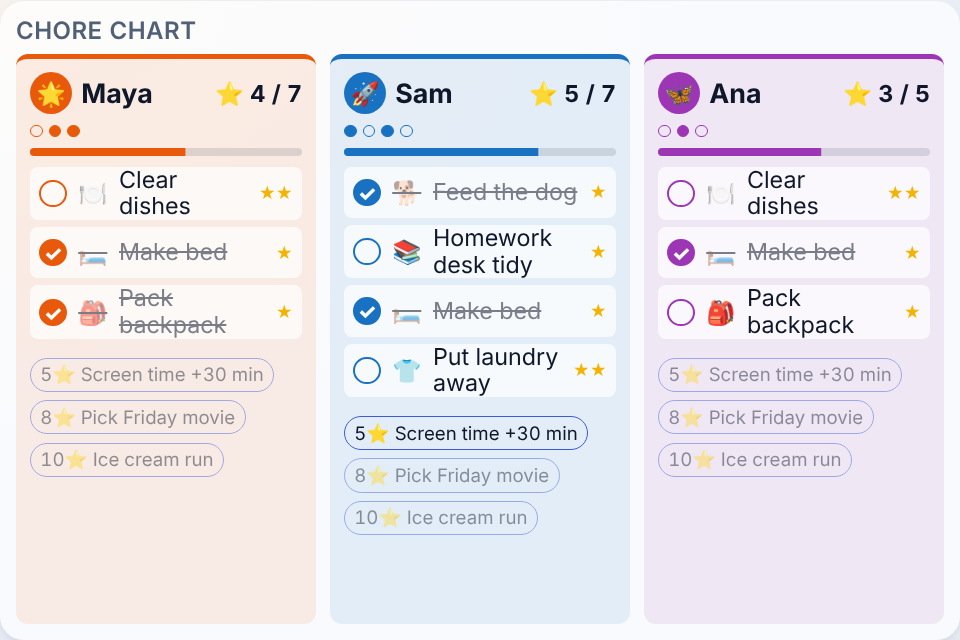 CHORE CHART
Maya ⭐ 4 / 7
Clear
dishes ★★
Make bed ★
Pack
backpack ★
5⭐ Screen time +30 min
8⭐ Pick Friday movie
10⭐ Ice cream run
Sam ⭐ 5 / 7
Feed the dog ★
Homework
desk tidy ★
Make bed ★
Put laundry
away ★★
5⭐ Screen time +30 min
8⭐ Pick Friday movie
10⭐ Ice cream run
Ana ⭐ 3 / 5
Clear
dishes ★★
Make bed ★
Pack
backpack ★
5⭐ Screen time +30 min
8⭐ Pick Friday movie
10⭐ Ice cream run